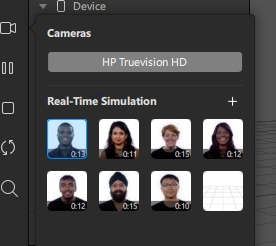 Device
Cameras
HP Truevision HD
Real-Time Simulation +
0:13 0:11 0:15 0:12
0:12 0:15 0:10